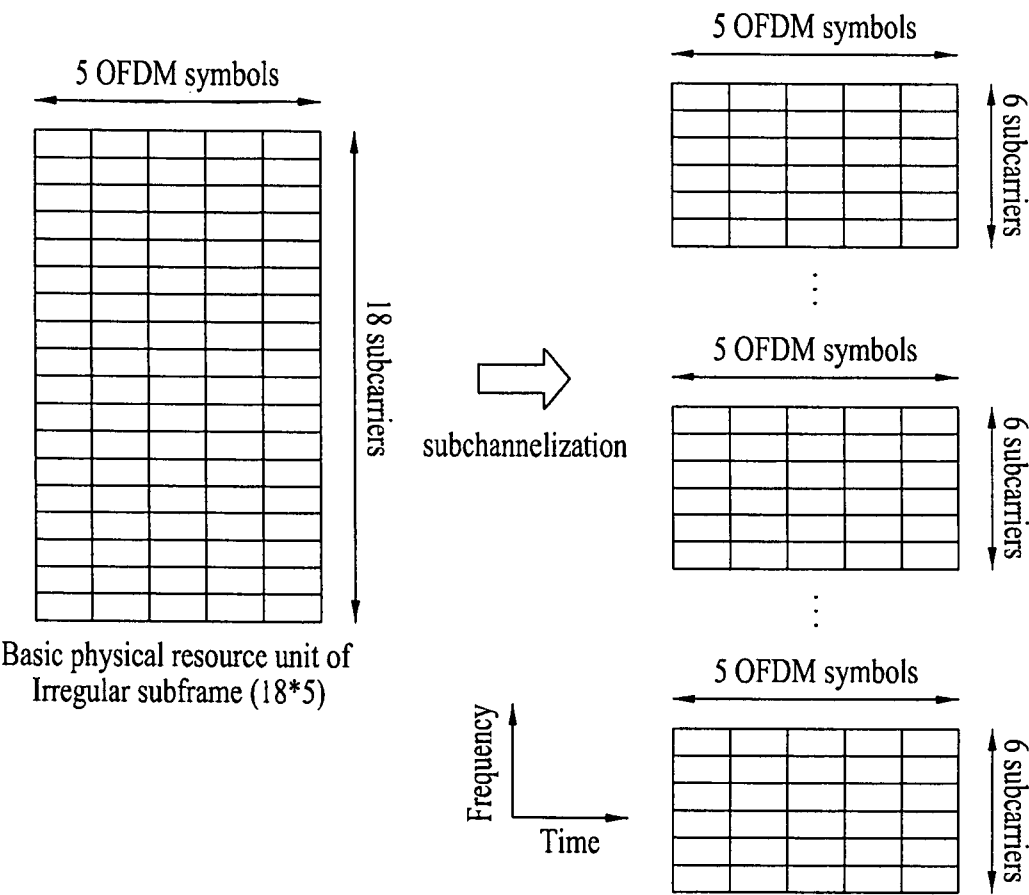 5 OFDM symbols
18 subcarriers
Basic physical resource unit of
Irregular subframe (18*5)
subchannelization
5 OFDM symbols
6 subcarriers
5 OFDM symbols
6 subcarriers
5 OFDM symbols
6 subcarriers
Frequency
Time